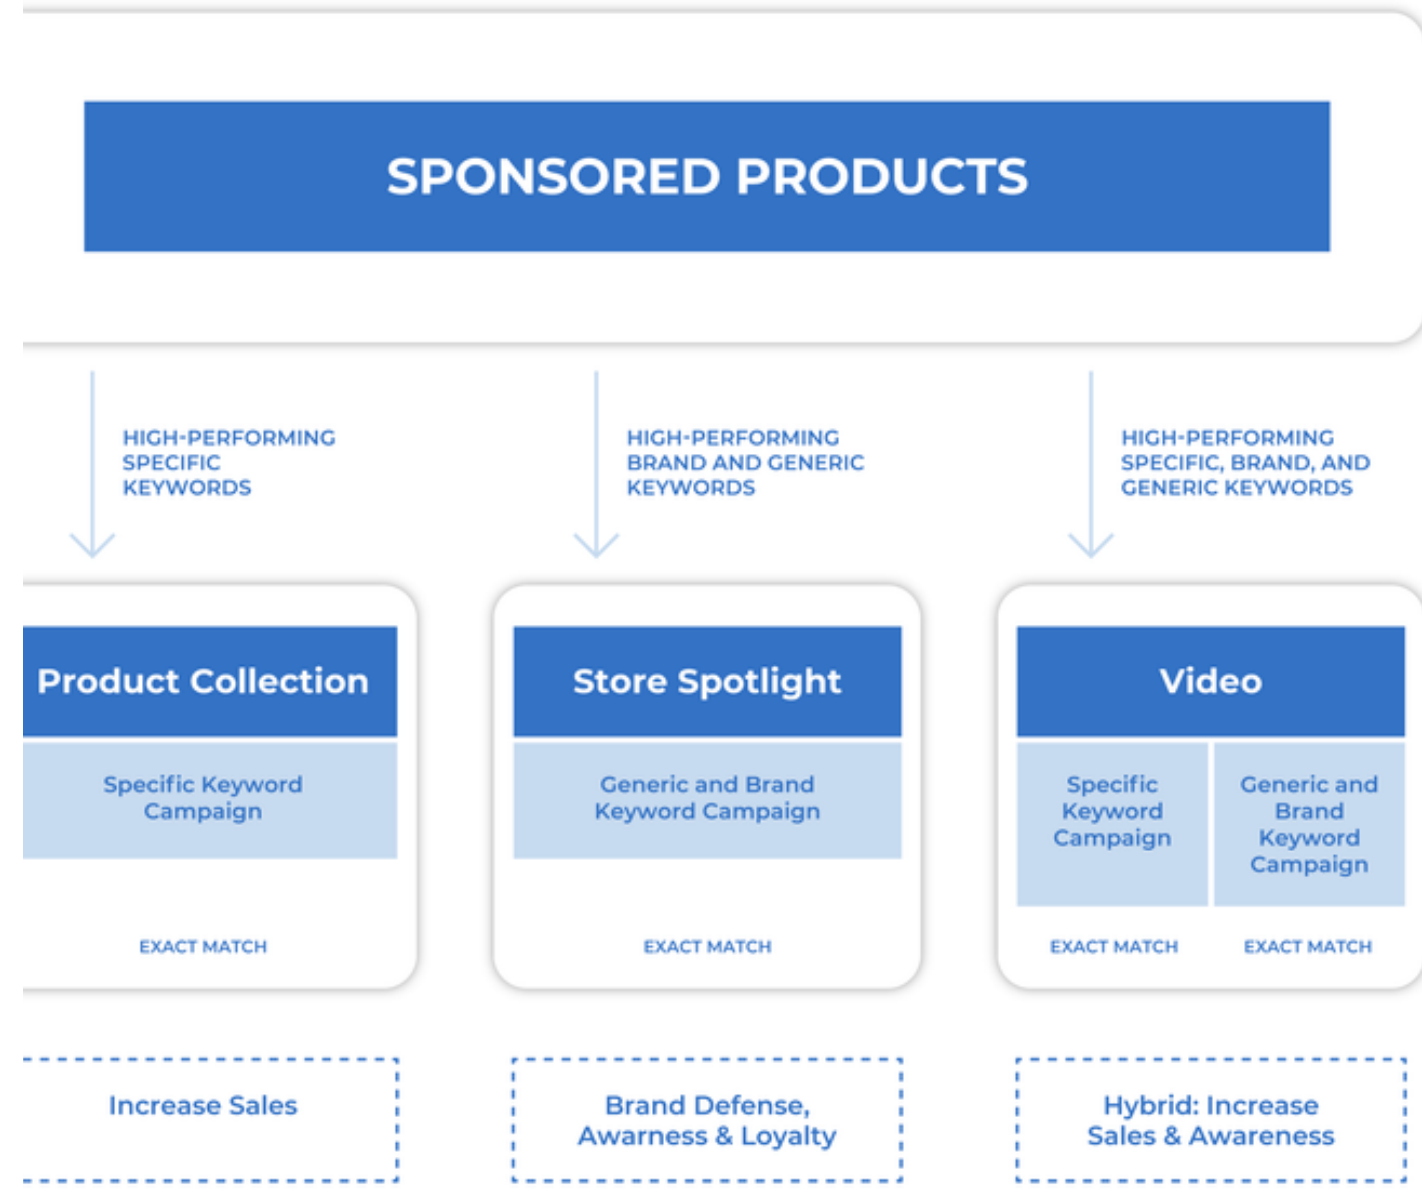 SPONSORED PRODUCTS
HIGH-PERFORMING
SPECIFIC
KEYWORDS
HIGH-PERFORMING
BRAND AND GENERIC
KEYWORDS
HIGH-PERFORMING
SPECIFIC, BRAND, AND
GENERIC KEYWORDS
Product Collection
Specific Keyword
Campaign
EXACT MATCH
Store Spotlight
Generic and Brand
Keyword Campaign
EXACT MATCH
Video
Specific
Keyword
Campaign
Generic and
Brand
Keyword
Campaign
EXACT MATCH
EXACT MATCH
Increase Sales
Brand Defense,
Awarness & Loyalty
Hybrid: Increase
Sales & Awareness